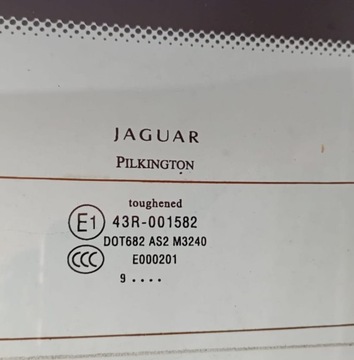 JAGUAR
PILKINGTON
toughened
E1 43R-001582
DOT682 AS2 M3240
CCC E000201
9 ....